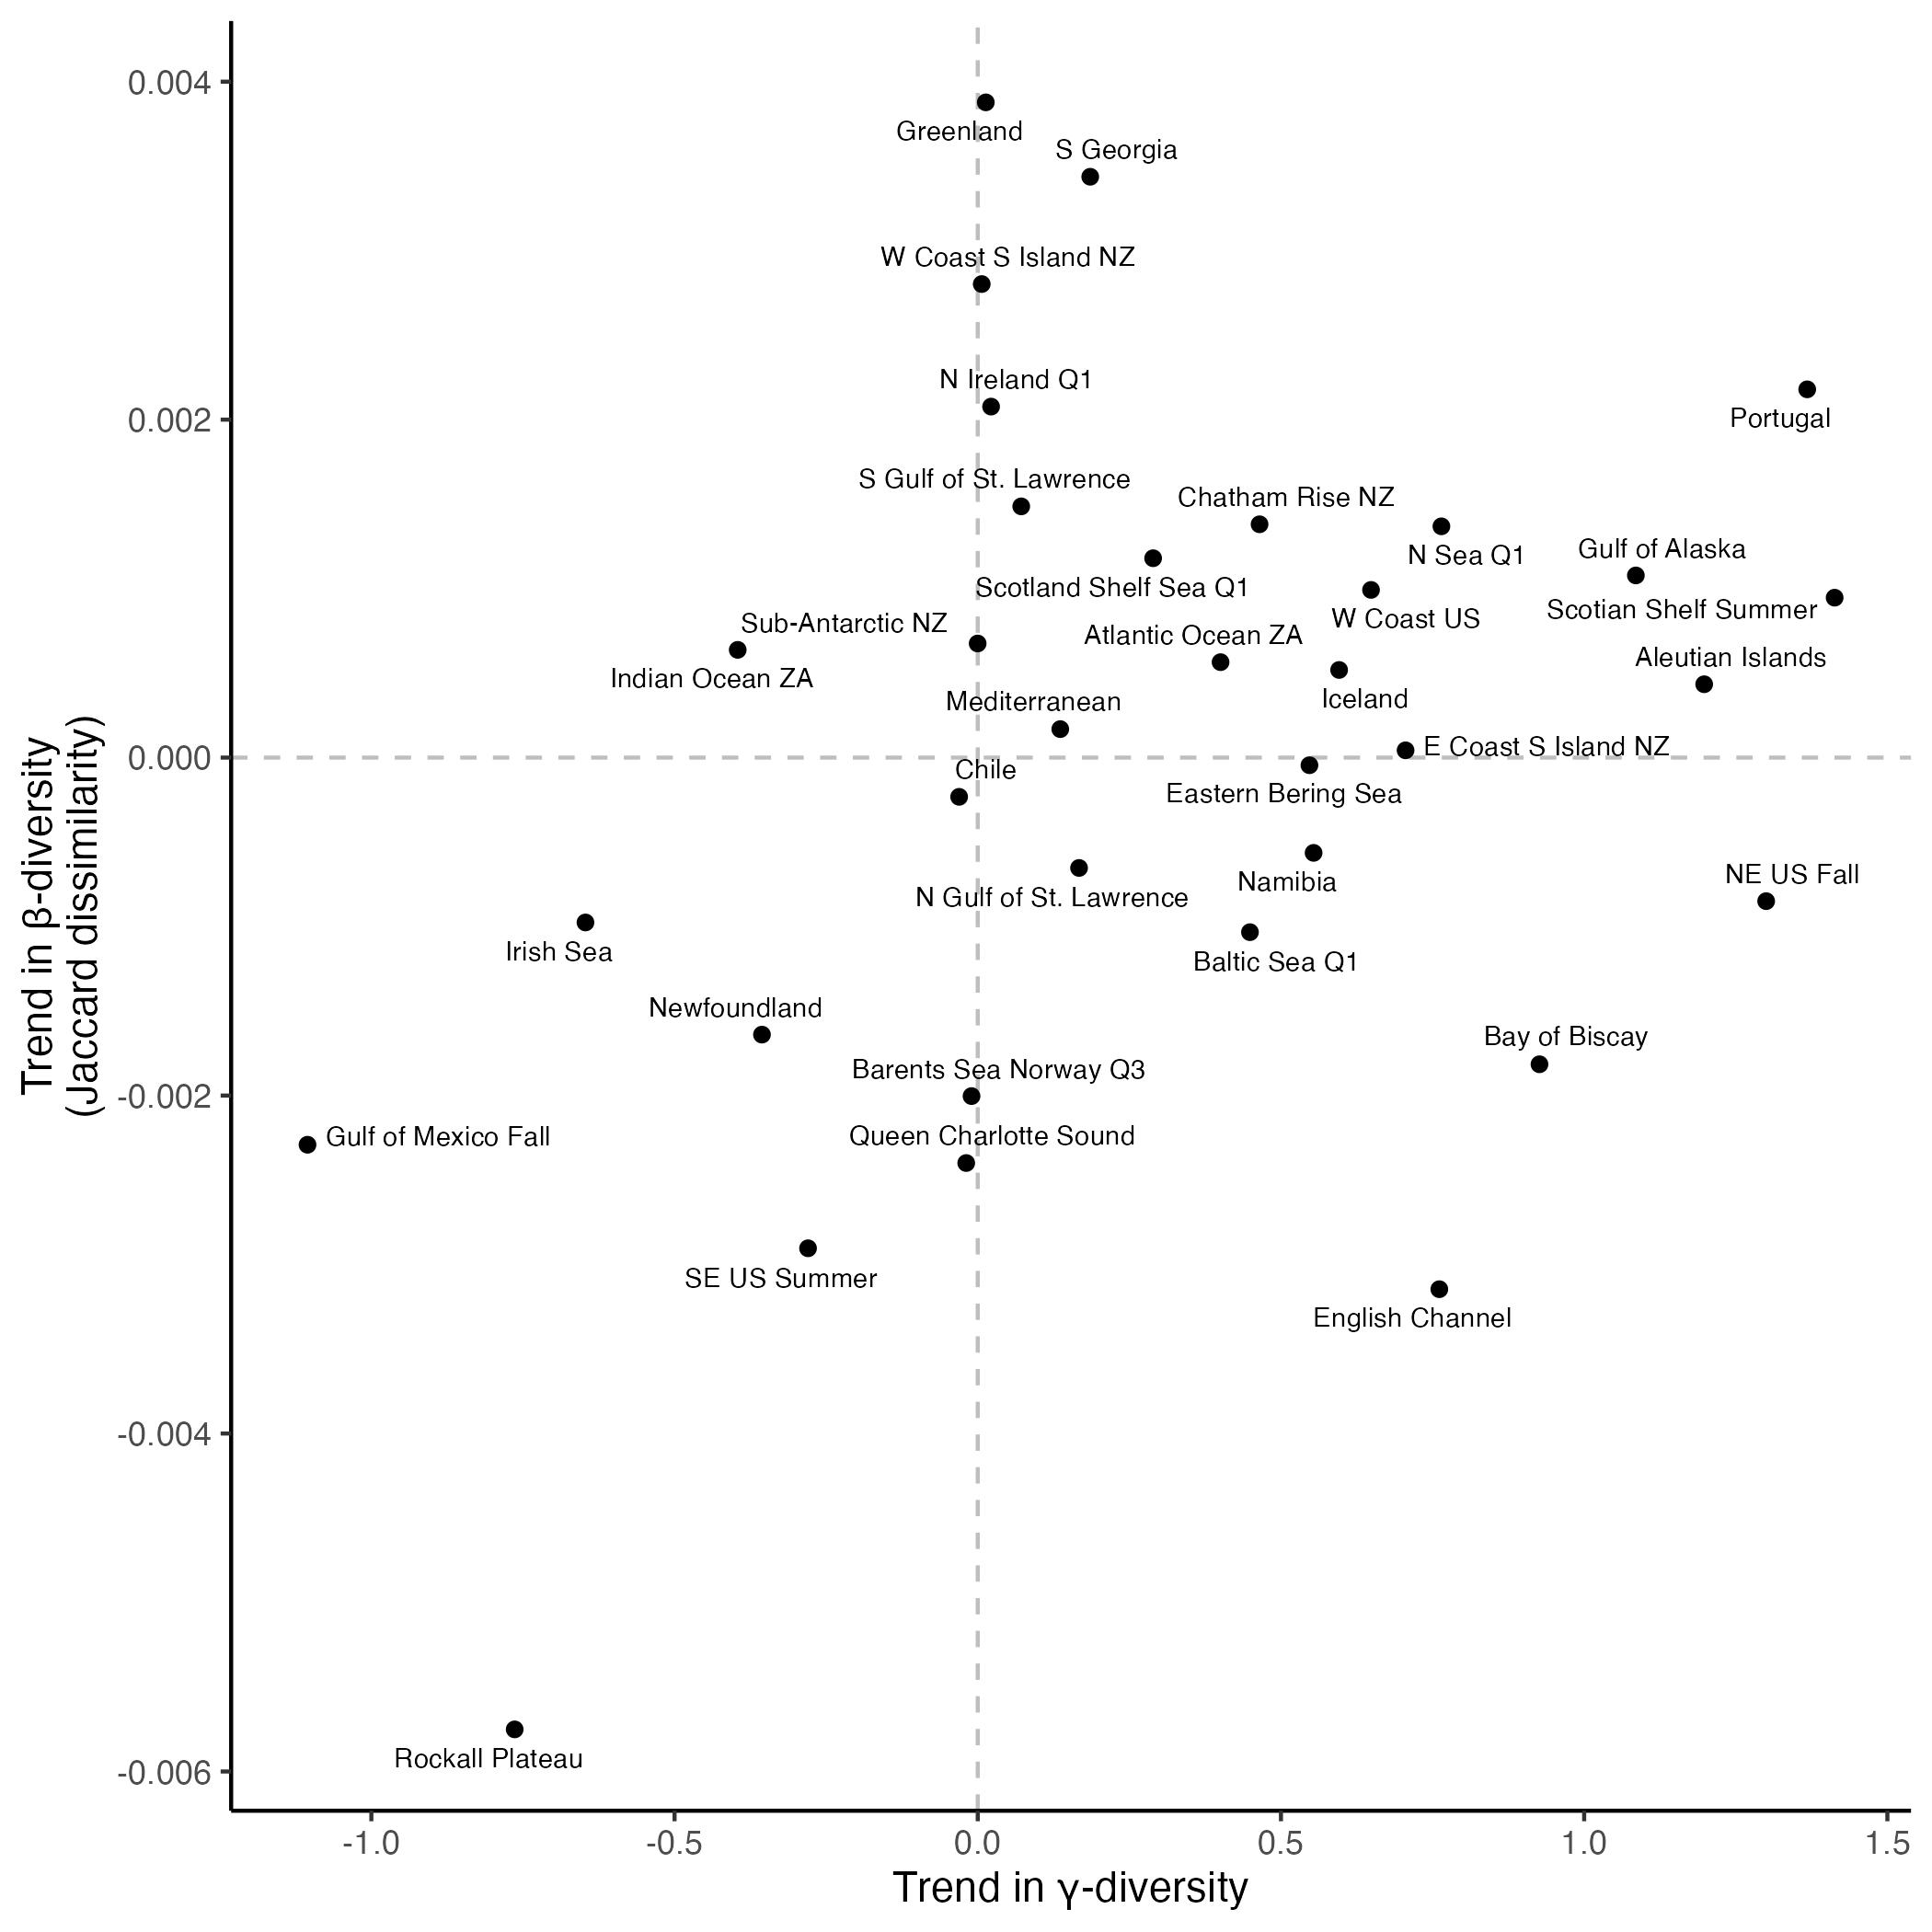 0.004
Greenland
S Georgia
W Coast S Island NZ
N Ireland Q1
0.002
Portugal
S Gulf of St. Lawrence
Chatham Rise NZ
N Sea Q1
Gulf of Alaska
Scotland Shelf Sea Q1
Scotian Shelf Summer
W Coast US
Sub-Antarctic NZ
Atlantic Ocean ZA
Aleutian Islands
Indian Ocean ZA
Iceland
Mediterranean
E Coast S Island NZ
0.000
Chile
Eastern Bering Sea
Namibia
NE US Fall
N Gulf of St. Lawrence
Irish Sea
Baltic Sea Q1
Newfoundland
Bay of Biscay
Barents Sea Norway Q3
-0.002
Gulf of Mexico Fall
Queen Charlotte Sound
SE US Summer
English Channel
-0.004
Rockall Plateau
-0.006
Trend in β-diversity
(Jaccard dissimilarity)
-1.0
-0.5
0.0
0.5
1.0
1.5
Trend in γ-diversity